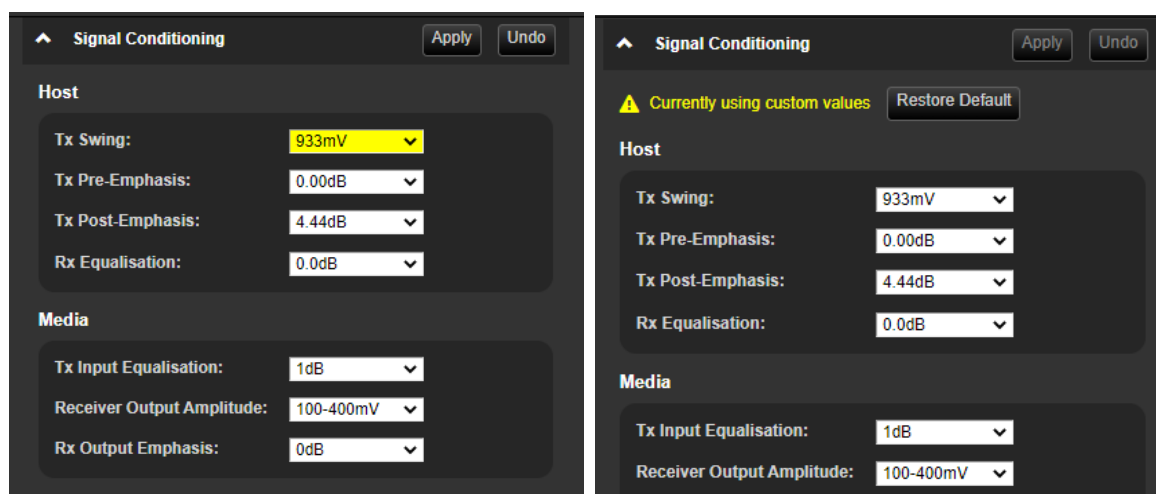 Signal Conditioning Apply Undo
Host
Tx Swing: 933mV
Tx Pre-Emphasis: 0.00dB
Tx Post-Emphasis: 4.44dB
Rx Equalisation: 0.0dB
Media
Tx Input Equalisation: 1dB
Receiver Output Amplitude: 100-400mV
Rx Output Emphasis: 0dB
Signal Conditioning Apply Undo
Currently using custom values Restore Default
Host
Tx Swing: 933mV
Tx Pre-Emphasis: 0.00dB
Tx Post-Emphasis: 4.44dB
Rx Equalisation: 0.0dB
Media
Tx Input Equalisation: 1dB
Receiver Output Amplitude: 100-400mV